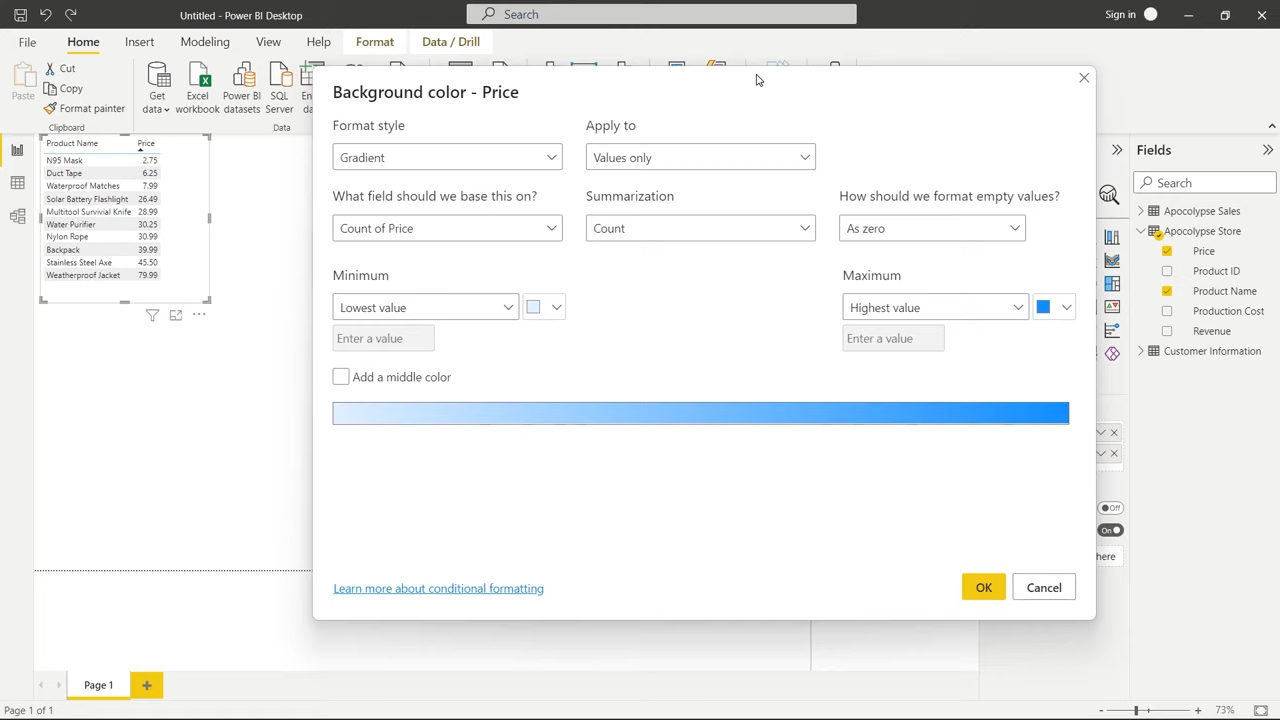 Untitled - Power BI Desktop
Search
Sign in
File
Home
Insert
Modeling
View
Help
Format
Data / Drill
Paste
Cut
Copy
Format painter
Clipboard
Get data
Excel workbook
Power BI datasets
SQL Server
Data
Product Name Price
N95 Mask 2.75
Duct Tape 6.25
Waterproof Matches 7.99
Solar Battery Flashlight 26.49
Multitool Survivial Knife 28.99
Water Purifier 30.25
Nylon Rope 30.99
Backpack 39.99
Stainless Steel Axe 45.50
Weatherproof Jacket 79.99
Background color - Price
Format style
Apply to
Gradient
Values only
What field should we base this on?
Summarization
How should we format empty values?
Count of Price
Count
As zero
Minimum
Maximum
Lowest value
Highest value
Enter a value
Enter a value
Add a middle color
Learn more about conditional formatting
OK
Cancel
Off
On
here
Fields
Search
Apocolypse Sales
Apocolypse Store
Price
Product ID
Product Name
Production Cost
Revenue
Customer Information
Page 1
Page 1 of 1
73%